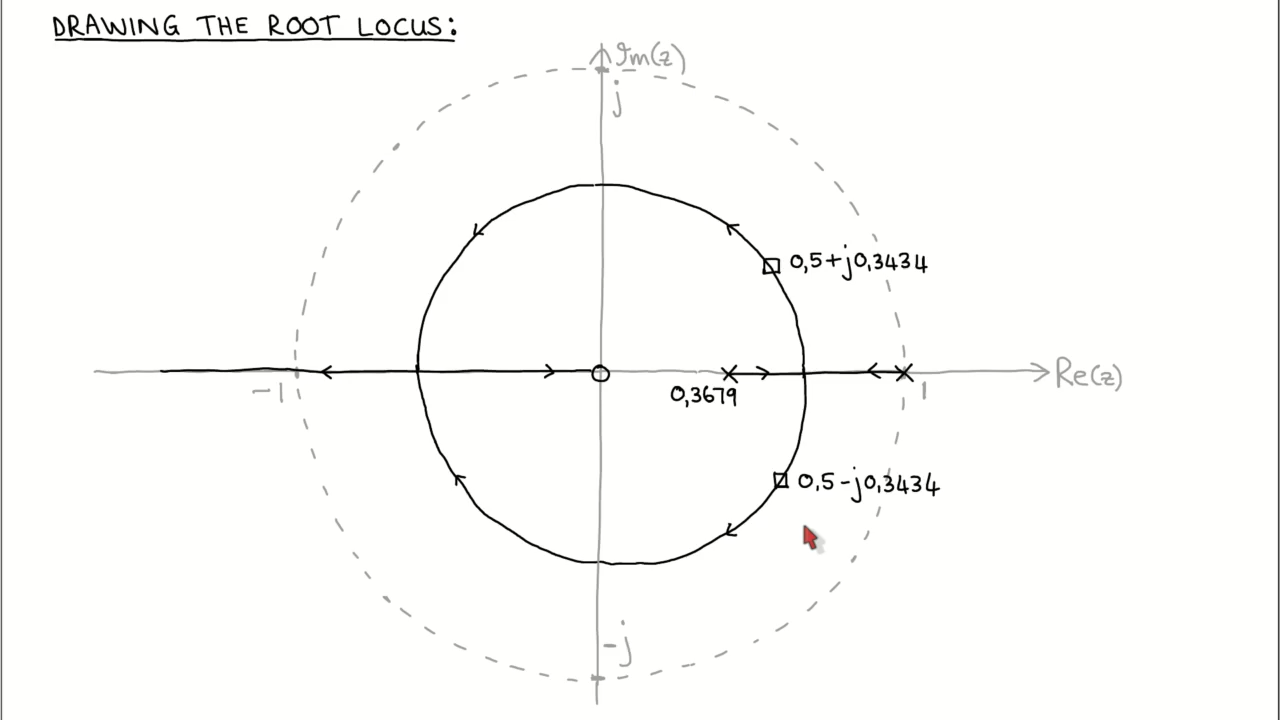 DRAWING THE ROOT LOCUS:
Im(z)
j
0,5+j0,3434
-1
0,3679
1
Re(z)
0,5-j0,3434
-j